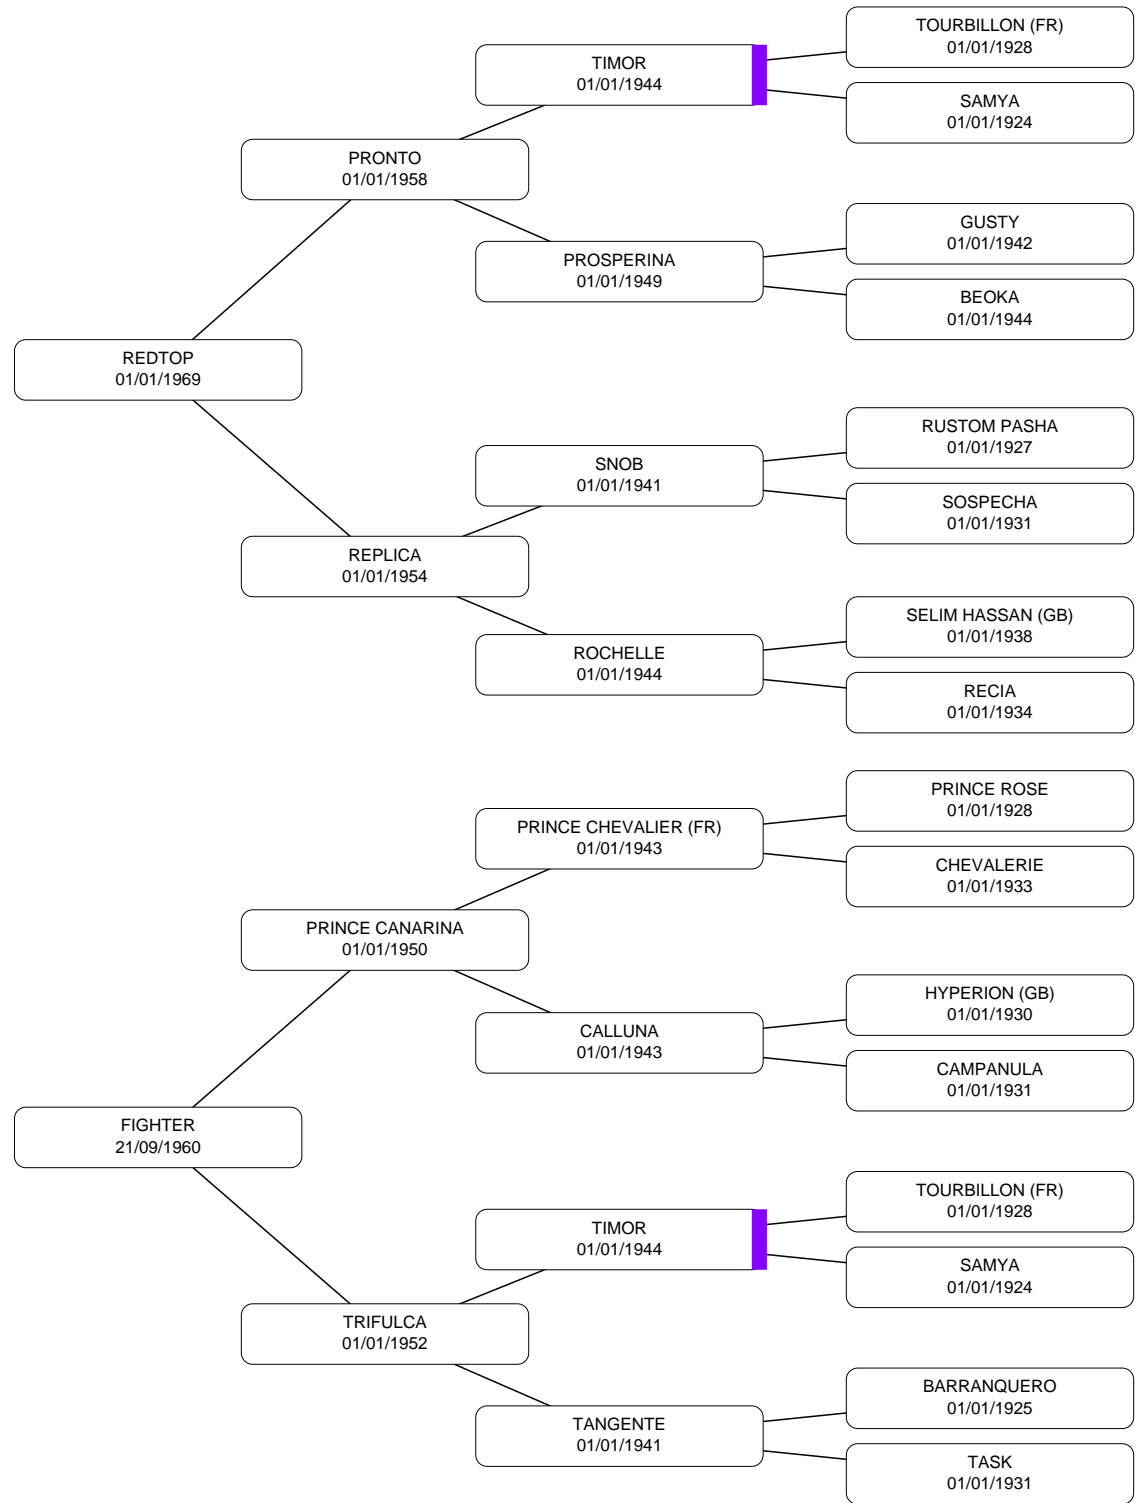 TOURBILLON (FR)
01/01/1928
TIMOR
01/01/1944
SAMYA
01/01/1924
PRONTO
01/01/1958
GUSTY
01/01/1942
PROSPERINA
01/01/1949
BEOKA
01/01/1944
REDTOP
01/01/1969
RUSTOM PASHA
01/01/1927
SNOB
01/01/1941
SOSPECHA
01/01/1931
REPLICA
01/01/1954
SELIM HASSAN (GB)
01/01/1938
ROCHELLE
01/01/1944
RECIA
01/01/1934
PRINCE ROSE
01/01/1928
PRINCE CHEVALIER (FR)
01/01/1943
CHEVALERIE
01/01/1933
PRINCE CANARINA
01/01/1950
HYPERION (GB)
01/01/1930
CALLUNA
01/01/1943
CAMPANULA
01/01/1931
FIGHTER
21/09/1960
TOURBILLON (FR)
01/01/1928
TIMOR
01/01/1944
SAMYA
01/01/1924
TRIFULCA
01/01/1952
BARRANQUERO
01/01/1925
TANGENTE
01/01/1941
TASK
01/01/1931